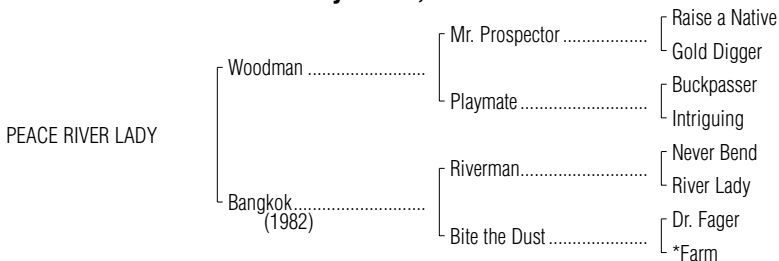 Raise a Native
Mr. Prospector
Gold Digger
Woodman
Buckpasser
Playmate
Intriguing
PEACE RIVER LADY
Never Bend
Riverman
River Lady
Bangkok
(1982)
Dr. Fager
Bite the Dust
*Farm